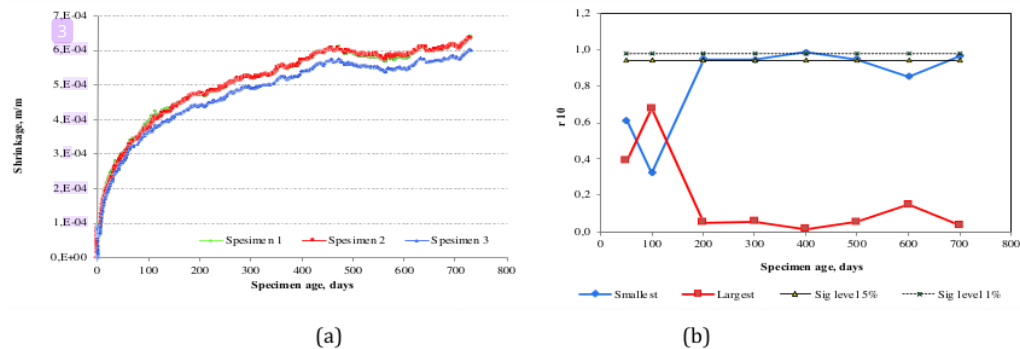 3
7,E-04
6,E-04
5,E-04
4,E-04
3,E-04
2,E-04
1,E-04
0,E+00
Shrinkage, m/m
0 100 200 300 400 500 600 700 800
Spesimen 1 Spesimen 2 Spesimen 3
Specimen age, days
(a)
1,2
1,0
0,8
0,6
0,4
0,2
0,0
r 10
0 100 200 300 400 500 600 700 800
Specimen age, days
Smallest Largest Sig level 5% Sig level 1%
(b)